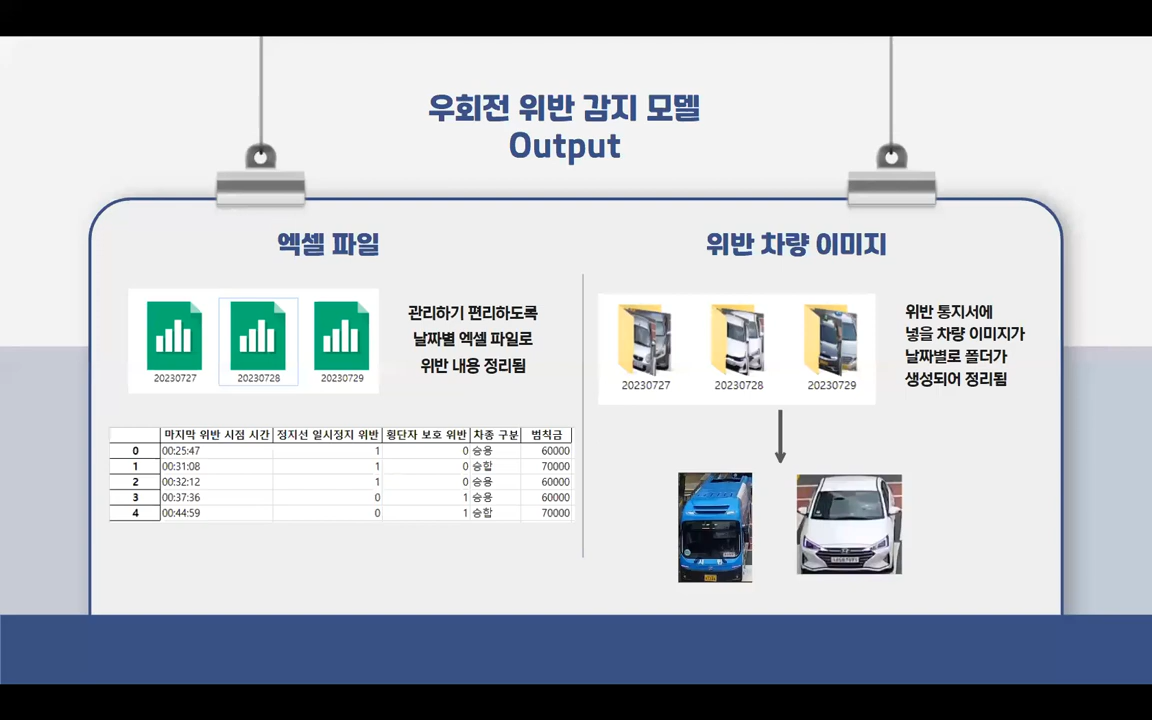 우회전 위반 감지 모델
Output
엑셀 파일
20230727 20230728 20230729
관리하기 편리하도록
날짜별 엑셀 파일로
위반 내용 정리됨
마지막 위반 시점 시간 정지선 일시정지 위반 횡단자 보호 위반 차종 구분 범칙금
0 00:25:47 1 0 승용 60000
1 00:31:08 1 0 승합 70000
2 00:32:12 1 0 승용 60000
3 00:37:36 0 1 승용 60000
4 00:44:59 0 1 승합 70000
위반 차량 이미지
20230727 20230728 20230729
위반 통지서에
넣을 차량 이미지가
날짜별로 폴더가
생성되어 정리됨